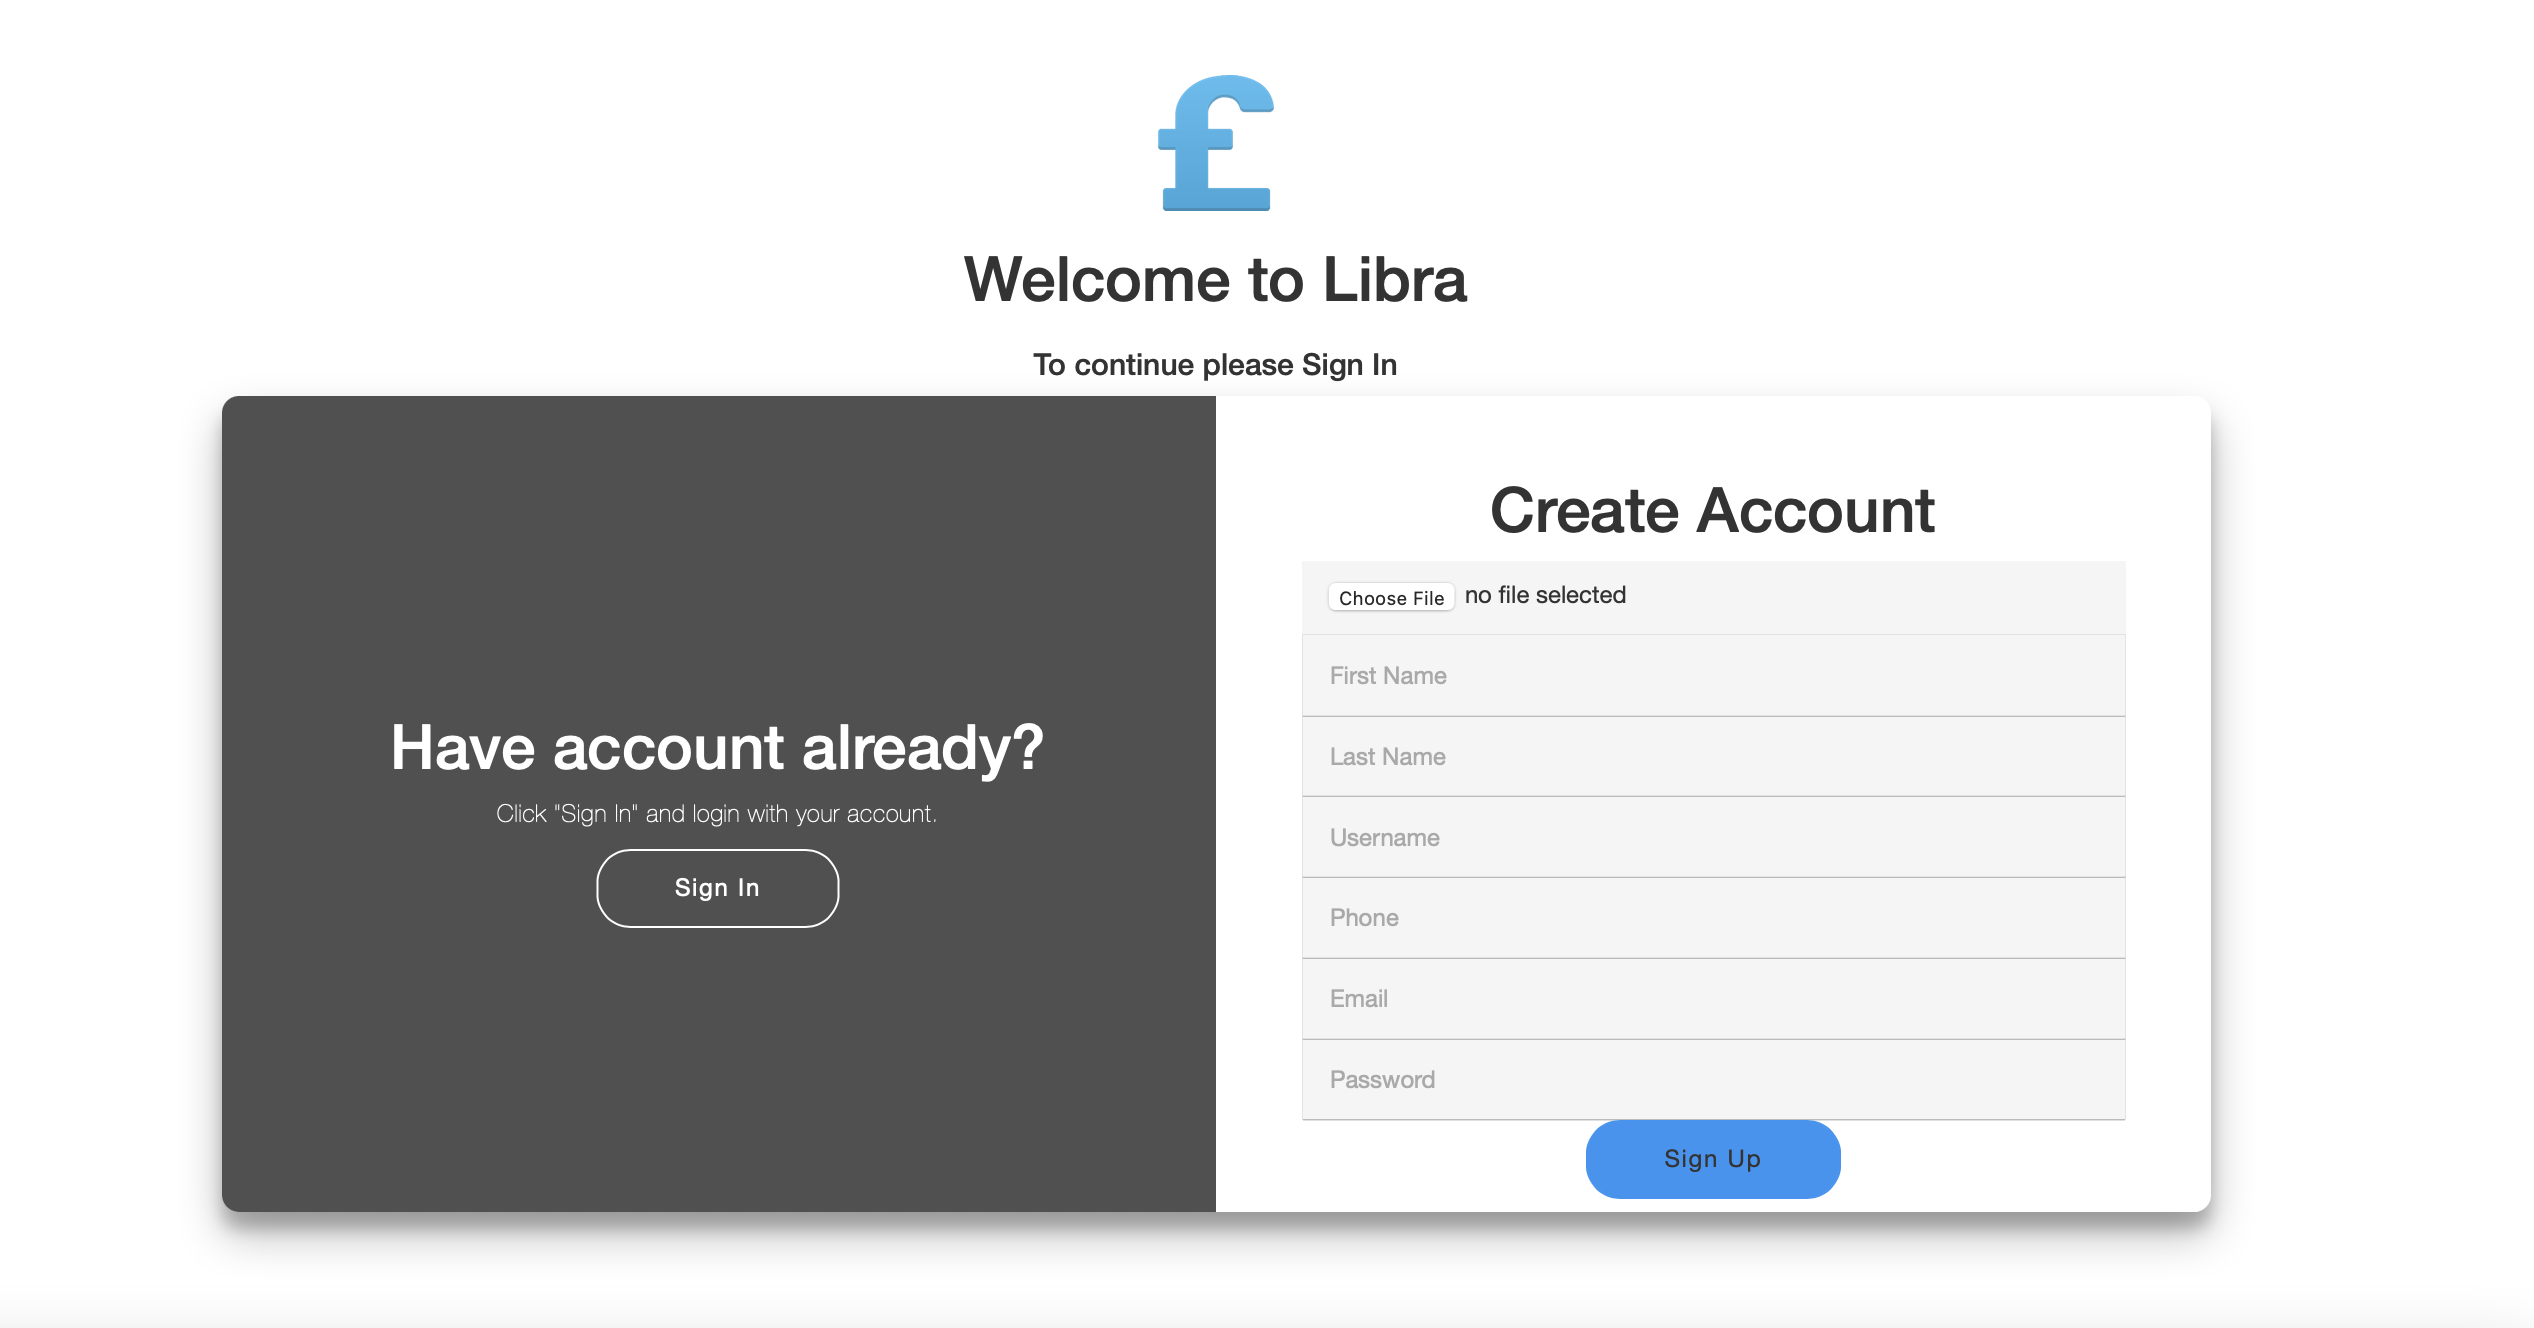 £
Welcome to Libra
To continue please Sign In
Have account already?
Click "Sign In" and login with your account.
Sign In
Create Account
Choose File no file selected
First Name
Last Name
Username
Phone
Email
Password
Sign Up